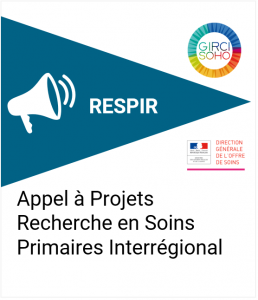 GIRCI
SOHO
RESPIR
DIRECTION
GÉNÉRALE
DE L'OFFRE
DE SOINS
Appel à Projets
Recherche en Soins
Primaires Interrégional